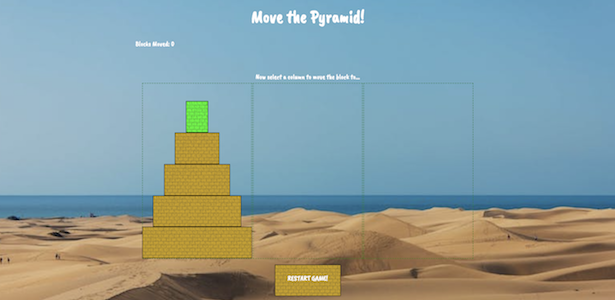 Move the Pyramid!
Blocks Moved: 0
Now select a column to move the block to...
RESTART GAME!